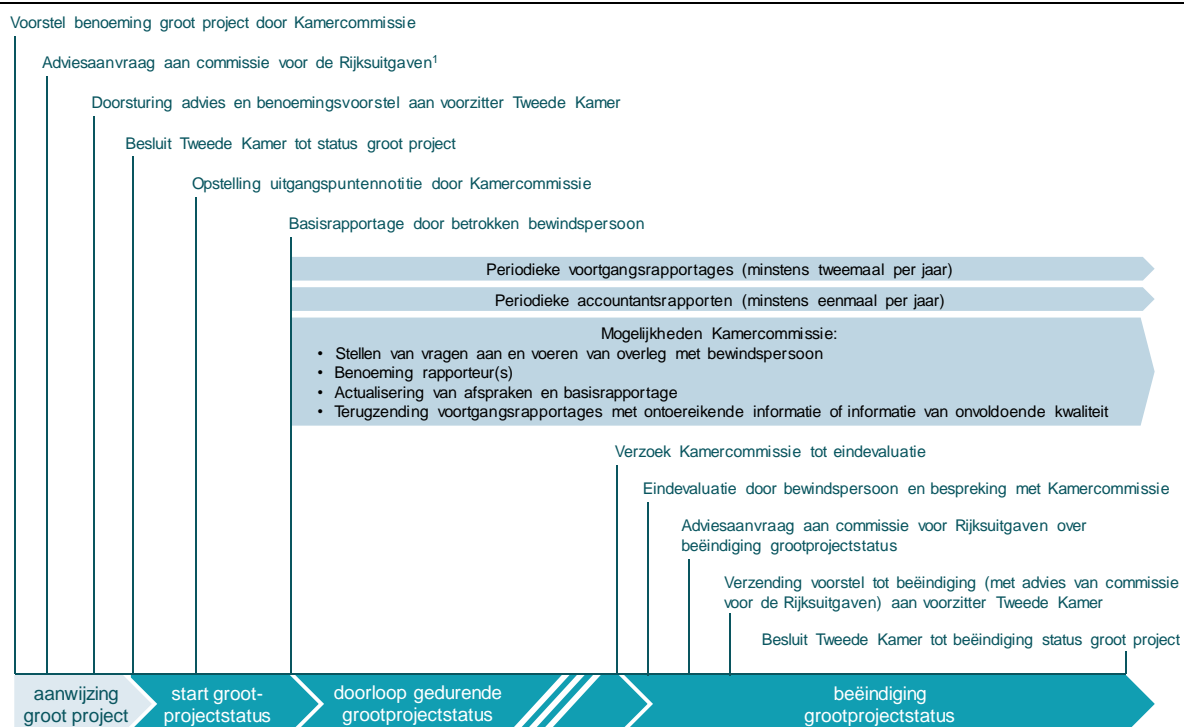 Voorstel benoeming groot project door Kamercommissie
Adviesaanvraag aan commissie voor de Rijksuitgaven¹
Doorsturing advies en benoemingsvoorstel aan voorzitter Tweede Kamer
Besluit Tweede Kamer tot status groot project
Opstelling uitgangspuntennotitie door Kamercommissie
Basisrapportage door betrokken bewindspersoon
Periodieke voortgangsrapportages (minstens tweemaal per jaar)
Periodieke accountantsrapporten (minstens eenmaal per jaar)
Mogelijkheden Kamercommissie:
• Stellen van vragen aan en voeren van overleg met bewindspersoon
• Benoeming rapporteur(s)
• Actualisering van afspraken en basisrapportage
• Terugzending voortgangsrapportages met ontoereikende informatie of informatie van onvoldoende kwaliteit
Verzoek Kamercommissie tot eindevaluatie
Eindevaluatie door bewindspersoon en bespreking met Kamercommissie
Adviesaanvraag aan commissie voor Rijksuitgaven over
beëindiging grootprojectstatus
Verzending voorstel tot beëindiging (met advies van commissie
voor de Rijksuitgaven) aan voorzitter Tweede Kamer
Besluit Tweede Kamer tot beëindiging status groot project
aanwijzing
groot project
start groot-
projectstatus
doorloop gedurende
grootprojectstatus
beëindiging
grootprojectstatus